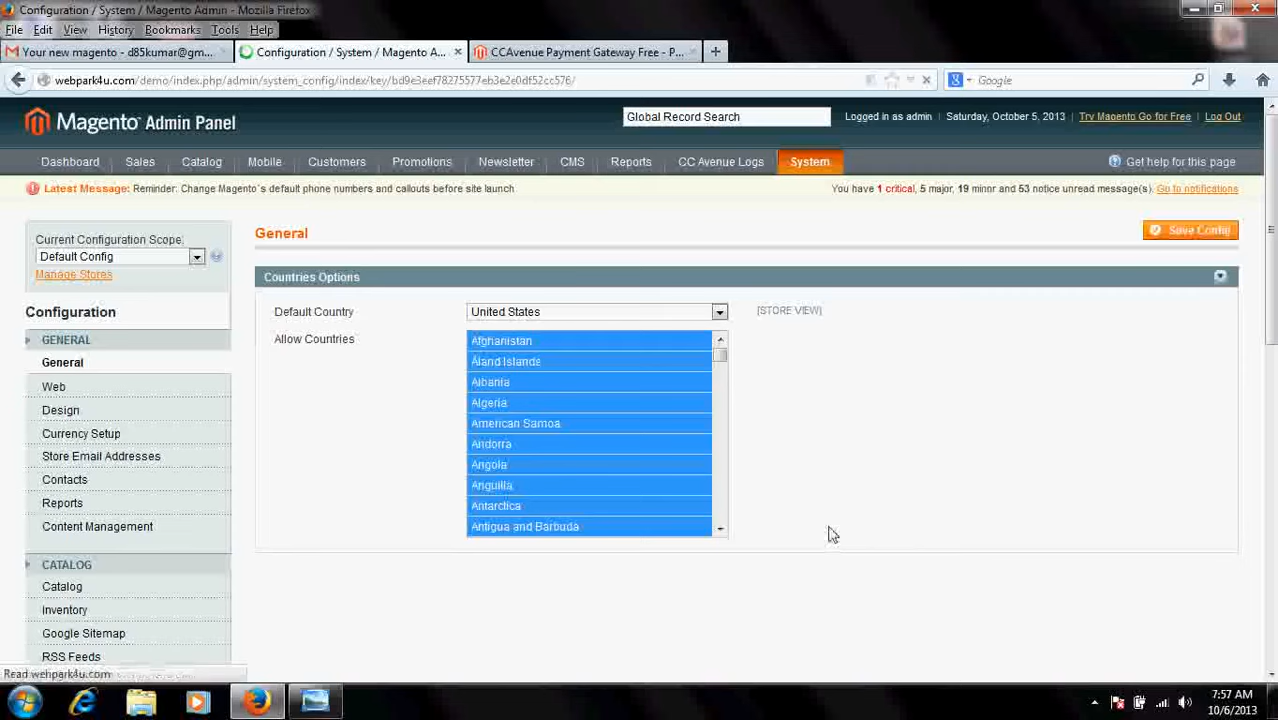 Configuration / System / Magento Admin - Mozilla Firefox
File Edit View History Bookmarks Tools Help
Your new magento - d85kumar@gm...
Configuration / System / Magento A...
CCAvenue Payment Gateway Free - P...
webpark4u.com/demo/index.php/admin/system_config/index/key/bd9e3eef78275577eb3e2e0df52cc576/
Google
Magento Admin Panel
Global Record Search
Logged in as admin
Saturday, October 5, 2013
Try Magento Go for Free
Log Out
Dashboard
Sales
Catalog
Mobile
Customers
Promotions
Newsletter
CMS
Reports
CC Avenue Logs
System
Get help for this page
Latest Message: Reminder: Change Magento`s default phone numbers and callouts before site launch
You have 1 critical, 5 major, 19 minor and 53 notice unread message(s). Go to notifications
Current Configuration Scope:
Default Config
Manage Stores
Configuration
GENERAL
General
Web
Design
Currency Setup
Store Email Addresses
Contacts
Reports
Content Management
CATALOG
Catalog
Inventory
Google Sitemap
RSS Feeds
General
Save Config
Countries Options
Default Country
United States
[STORE VIEW]
Allow Countries
Afghanistan
Åland Islands
Albania
Algeria
American Samoa
Andorra
Angola
Anguilla
Antarctica
Antigua and Barbuda
Read webpark4u.com
7:57 AM
10/6/2013